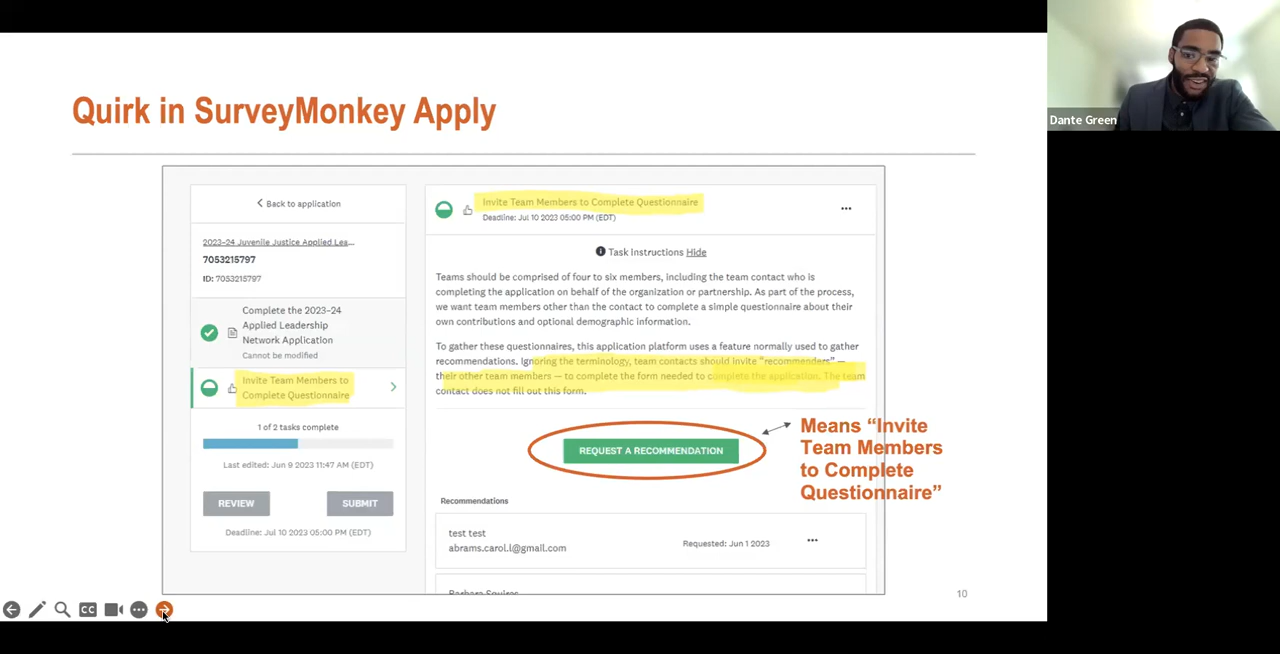 Dante Green
Quirk in SurveyMonkey Apply
Back to application
2023-24 Juvenile Justice Applied Lea...
7053215797
ID: 7053215797
Complete the 2023-24
Applied Leadership
Network Application
Cannot be modified
Invite Team Members to
Complete Questionnaire
1 of 2 tasks complete
Last edited: Jun 9 2023 11:47 AM (EDT)
REVIEW
SUBMIT
Deadline: Jul 10 2023 05:00 PM (EDT)
Invite Team Members to Complete Questionnaire
Deadline: Jul 10 2023 05:00 PM (EDT)
Task Instructions Hide
Teams should be comprised of four to six members, including the team contact who is
completing the application on behalf of the organization or partnership. As part of the process,
we want team members other than the contact to complete a simple questionnaire about their
own contributions and optional demographic information.
To gather these questionnaires, this application platform uses a feature normally used to gather
recommendations. Ignoring the terminology, team contacts should invite "recommenders" —
their other team members — to complete the form needed to complete the application. The team
contact does not fill out this form.
REQUEST A RECOMMENDATION
Means “Invite
Team Members
to Complete
Questionnaire”
Recommendations
test test
abrams.carol.l@gmail.com
Requested: Jun 1 2023
Barbara Squires
10
CC